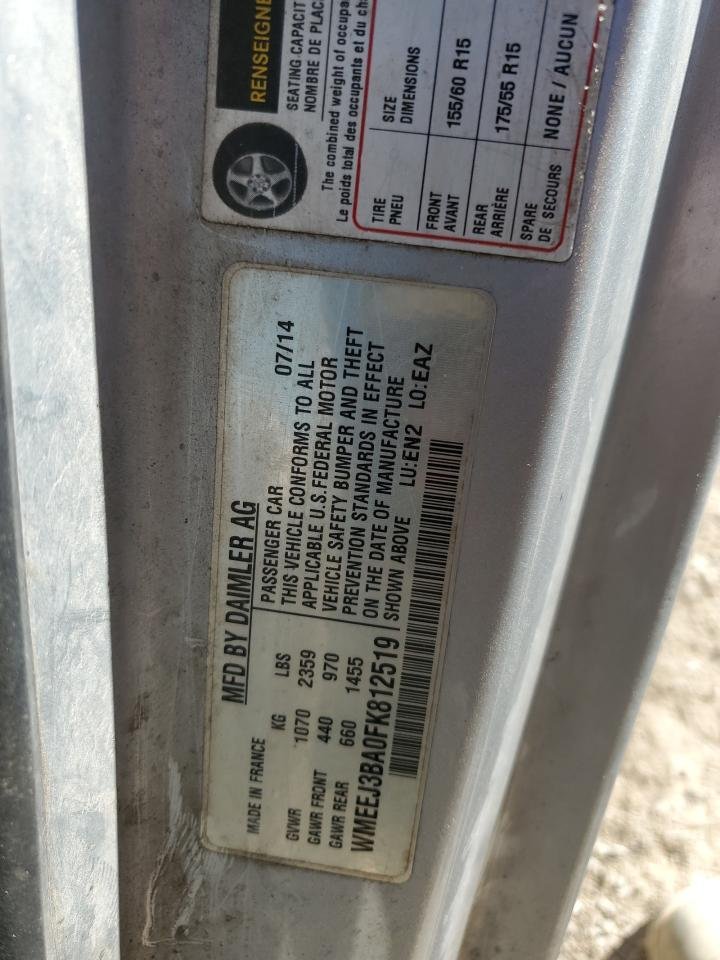 RENSEIGNE
SEATING CAPACIT
NOMBRE DE PLAC
The combined weight of occupa
Le poids total des occupants et du ch
TIRE SIZE
PNEU DIMENSIONS
FRONT 155/60 R15
AVANT
REAR 175/55 R15
ARRIÈRE
SPARE NONE / AUCUN
DE SECOURS
MFD BY DAIMLER AG
MADE IN FRANCE
KG LBS
GVWR 1070 2359
GAWR FRONT 440 970
GAWR REAR 660 1455
PASSENGER CAR 07/14
THIS VEHICLE CONFORMS TO ALL
APPLICABLE U.S.FEDERAL MOTOR
VEHICLE SAFETY BUMPER AND THEFT
PREVENTION STANDARDS IN EFFECT
ON THE DATE OF MANUFACTURE
SHOWN ABOVE LU:EN2 LO:EAZ
WMEEJ3BA0FK812519